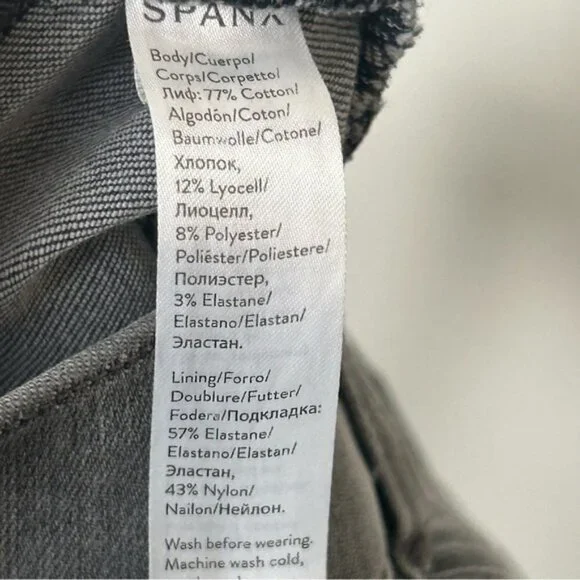 SPANX
Body/Cuerpo/
Corps/Corpetto/
Лиф: 77% Cotton/
Algodón/Coton/
Baumwolle/Cotone/
Хлопок,
12% Lyocell/
Лиоцелл,
8% Polyester/
Poliéster/Poliestere/
Полиэстер,
3% Elastane/
Elastano/Elastan/
Эластан.
Lining/Forro/
Doublure/Futter/
Fodera/Подкладка:
57% Elastane/
Elastano/Elastan/
Эластан,
43% Nylon/
Nailon/Нейлон.
Wash before wearing.
Machine wash cold,